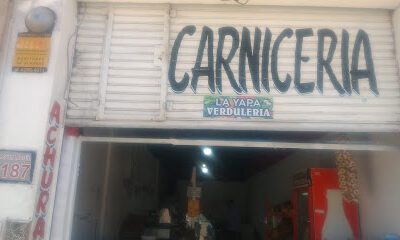 CARNICERIA
LA YAPA
VERDULERIA
ACHURA
187